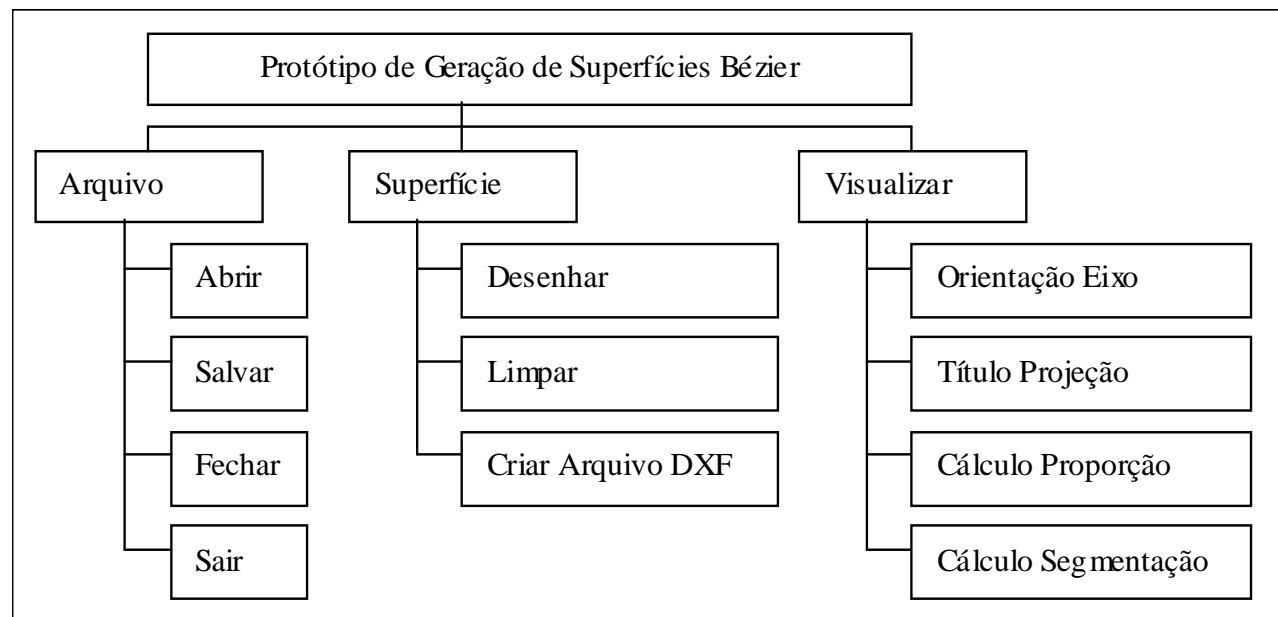 Protótipo de Geração de Superfícies Bézier
Arquivo
Abrir
Salvar
Fechar
Sair
Superfície
Desenhar
Limpar
Criar Arquivo DXF
Visualizar
Orientação Eixo
Título Projeção
Cálculo Proporção
Cálculo Segmentação